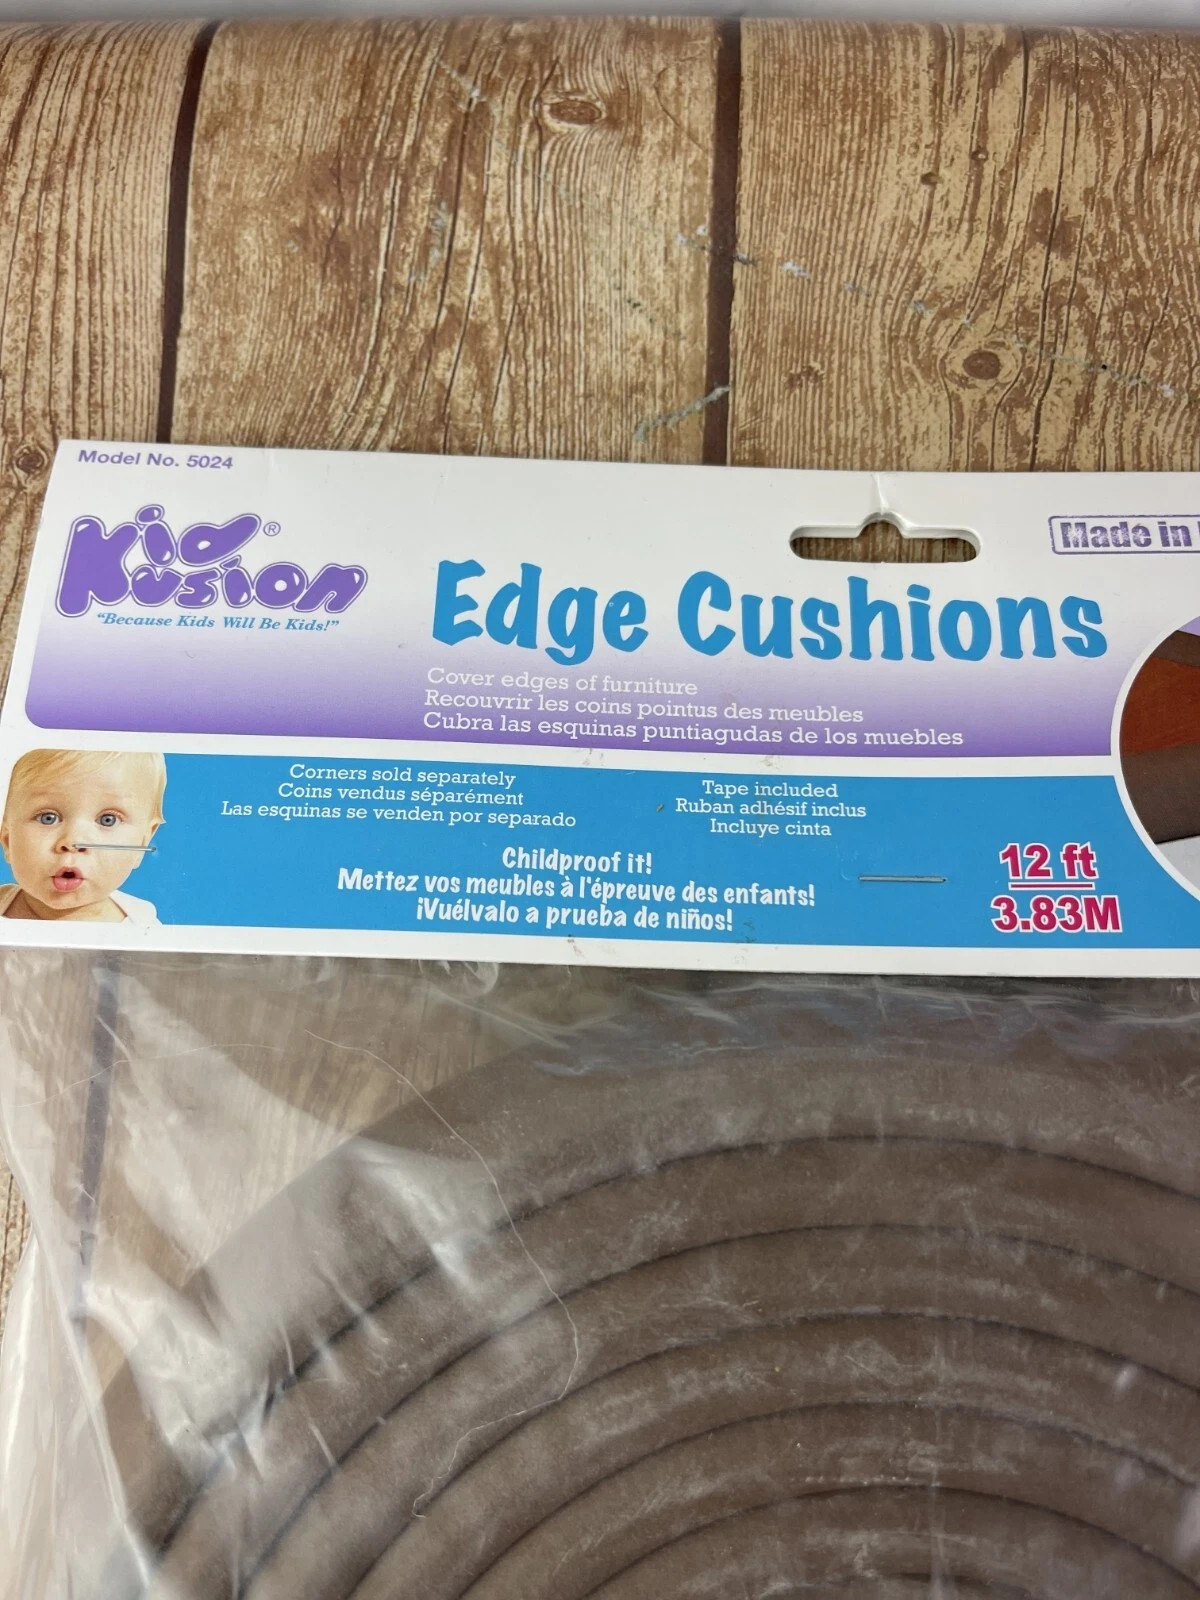 Model No. 5024
Kid Kusion®
"Because Kids Will Be Kids!"
Edge Cushions
Made in
Cover edges of furniture
Recouvrir les coins pointus des meubles
Cubra las esquinas puntiagudas de los muebles
Corners sold separately
Coins vendus séparément
Las esquinas se venden por separado
Tape included
Ruban adhésif inclus
Incluye cinta
Childproof it!
Mettez vos meubles à l'épreuve des enfants!
¡Vuélvalo a prueba de niños!
12 ft
3.83M